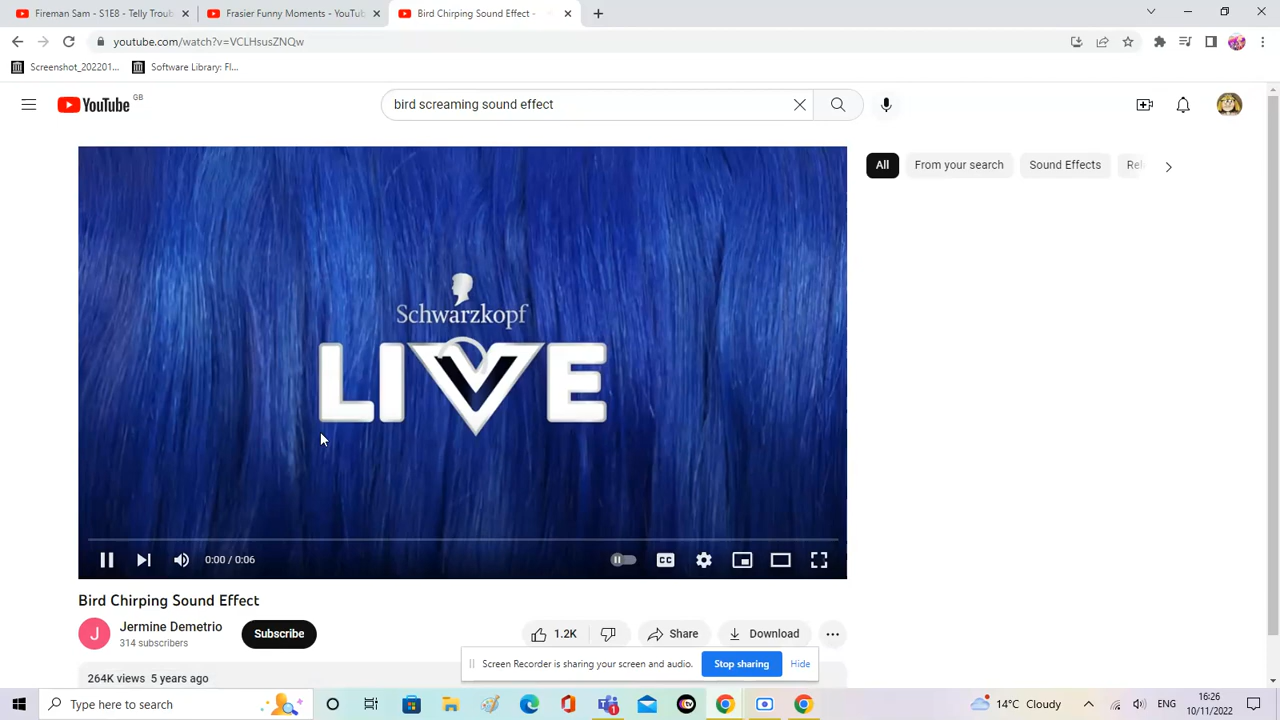 Fireman Sam - S1E8 - Telly Troub
Frasier Funny Moments - YouTub
Bird Chirping Sound Effect -
youtube.com/watch?v=VCLHsusZNQw
Screenshot_202201...
Software Library: Fl...
YouTube GB
bird screaming sound effect
All
From your search
Sound Effects
Rel
Schwarzkopf
LIVE
0:00 / 0:06
CC
Bird Chirping Sound Effect
J
Jermine Demetrio
314 subscribers
Subscribe
1.2K
Share
Download
Screen Recorder is sharing your screen and audio.
Stop sharing
Hide
264K views 5 years ago
Type here to search
1
14°C Cloudy
ENG
16:26
10/11/2022